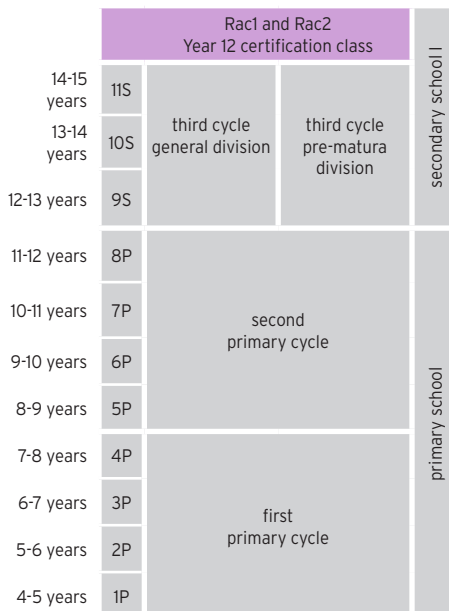 Rac1 and Rac2
Year 12 certification class
secondary school I
14-15
years
11S
third cycle
general division
third cycle
pre-matura
division
13-14
years
10S
12-13 years
9S
11-12 years
8P
second
primary cycle
primary school
10-11 years
7P
9-10 years
6P
8-9 years
5P
7-8 years
4P
first
primary cycle
6-7 years
3P
5-6 years
2P
4-5 years
1P